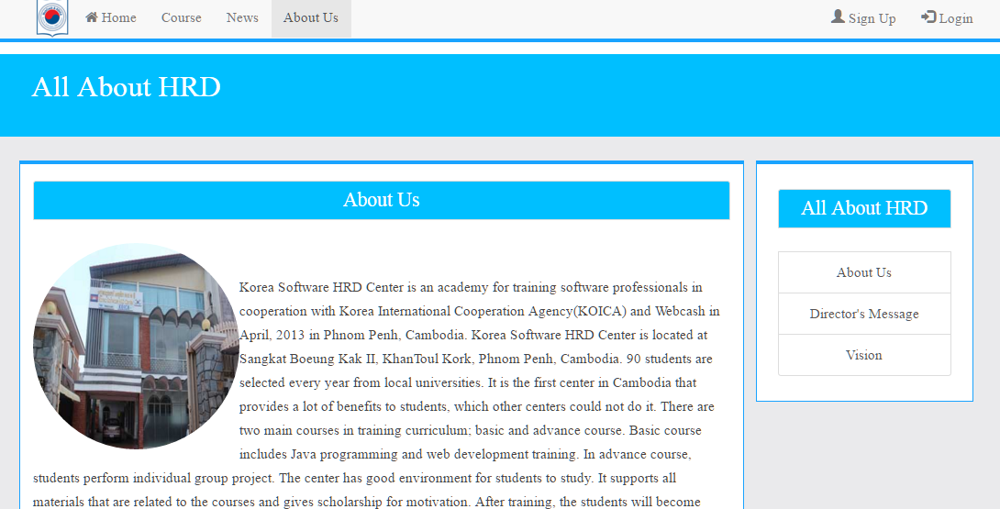 Home Course News About Us Sign Up Login
All About HRD
About Us
Korea Software HRD Center is an academy for training software professionals in
cooperation with Korea International Cooperation Agency(KOICA) and Webcash in
April, 2013 in Phnom Penh, Cambodia. Korea Software HRD Center is located at
Sangkat Boeung Kak II, KhanToul Kork, Phnom Penh, Cambodia. 90 students are
selected every year from local universities. It is the first center in Cambodia that
provides a lot of benefits to students, which other centers could not do it. There are
two main courses in training curriculum; basic and advance course. Basic course
includes Java programming and web development training. In advance course,
students perform individual group project. The center has good environment for students to study. It supports all
materials that are related to the courses and gives scholarship for motivation. After training, the students will become
All About HRD
About Us
Director's Message
Vision